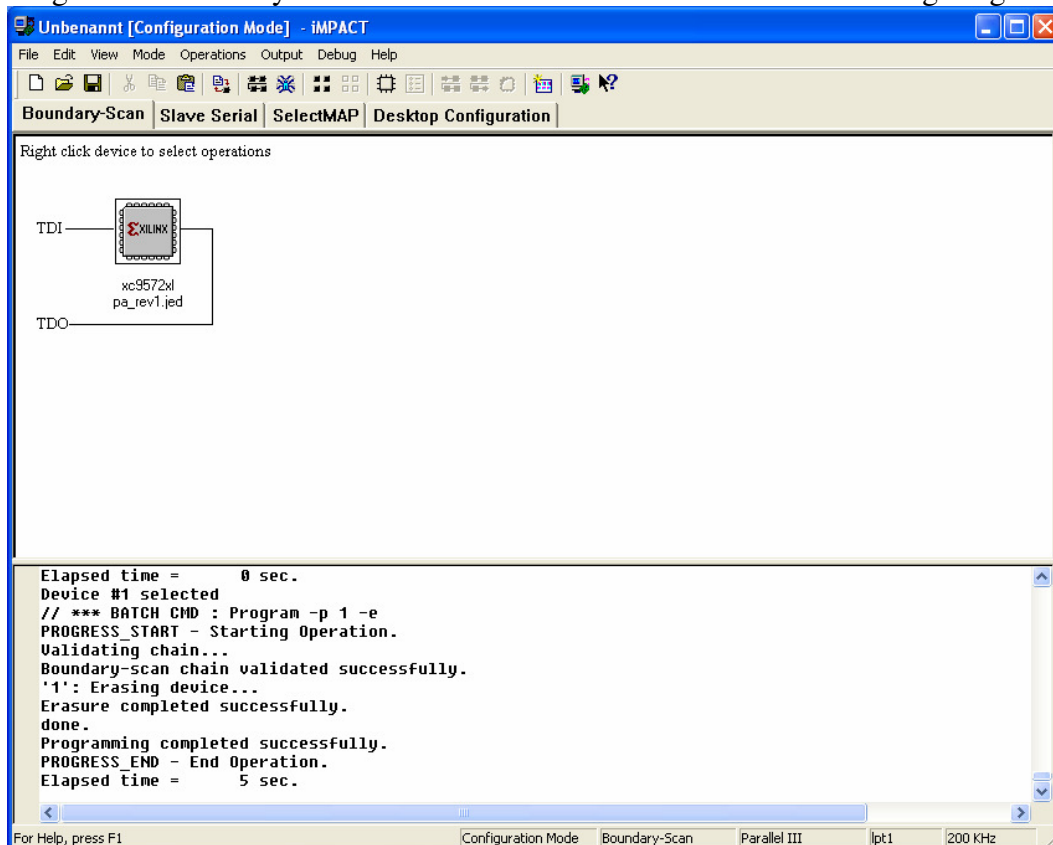 Unbenannt [Configuration Mode] - iMPACT
File Edit View Mode Operations Output Debug Help
Boundary-Scan Slave Serial SelectMAP Desktop Configuration
Right click device to select operations
TDI
XILINX
xc9572xl
pa_rev1.jed
TDO
Elapsed time = 0 sec.
Device #1 selected
// *** BATCH CMD : Program -p 1 -e
PROGRESS_START - Starting Operation.
Validating chain...
Boundary-scan chain validated successfully.
'1': Erasing device...
Erasure completed successfully.
done.
Programming completed successfully.
PROGRESS_END - End Operation.
Elapsed time = 5 sec.
For Help, press F1 Configuration Mode Boundary-Scan Parallel III lpt1 200 KHz